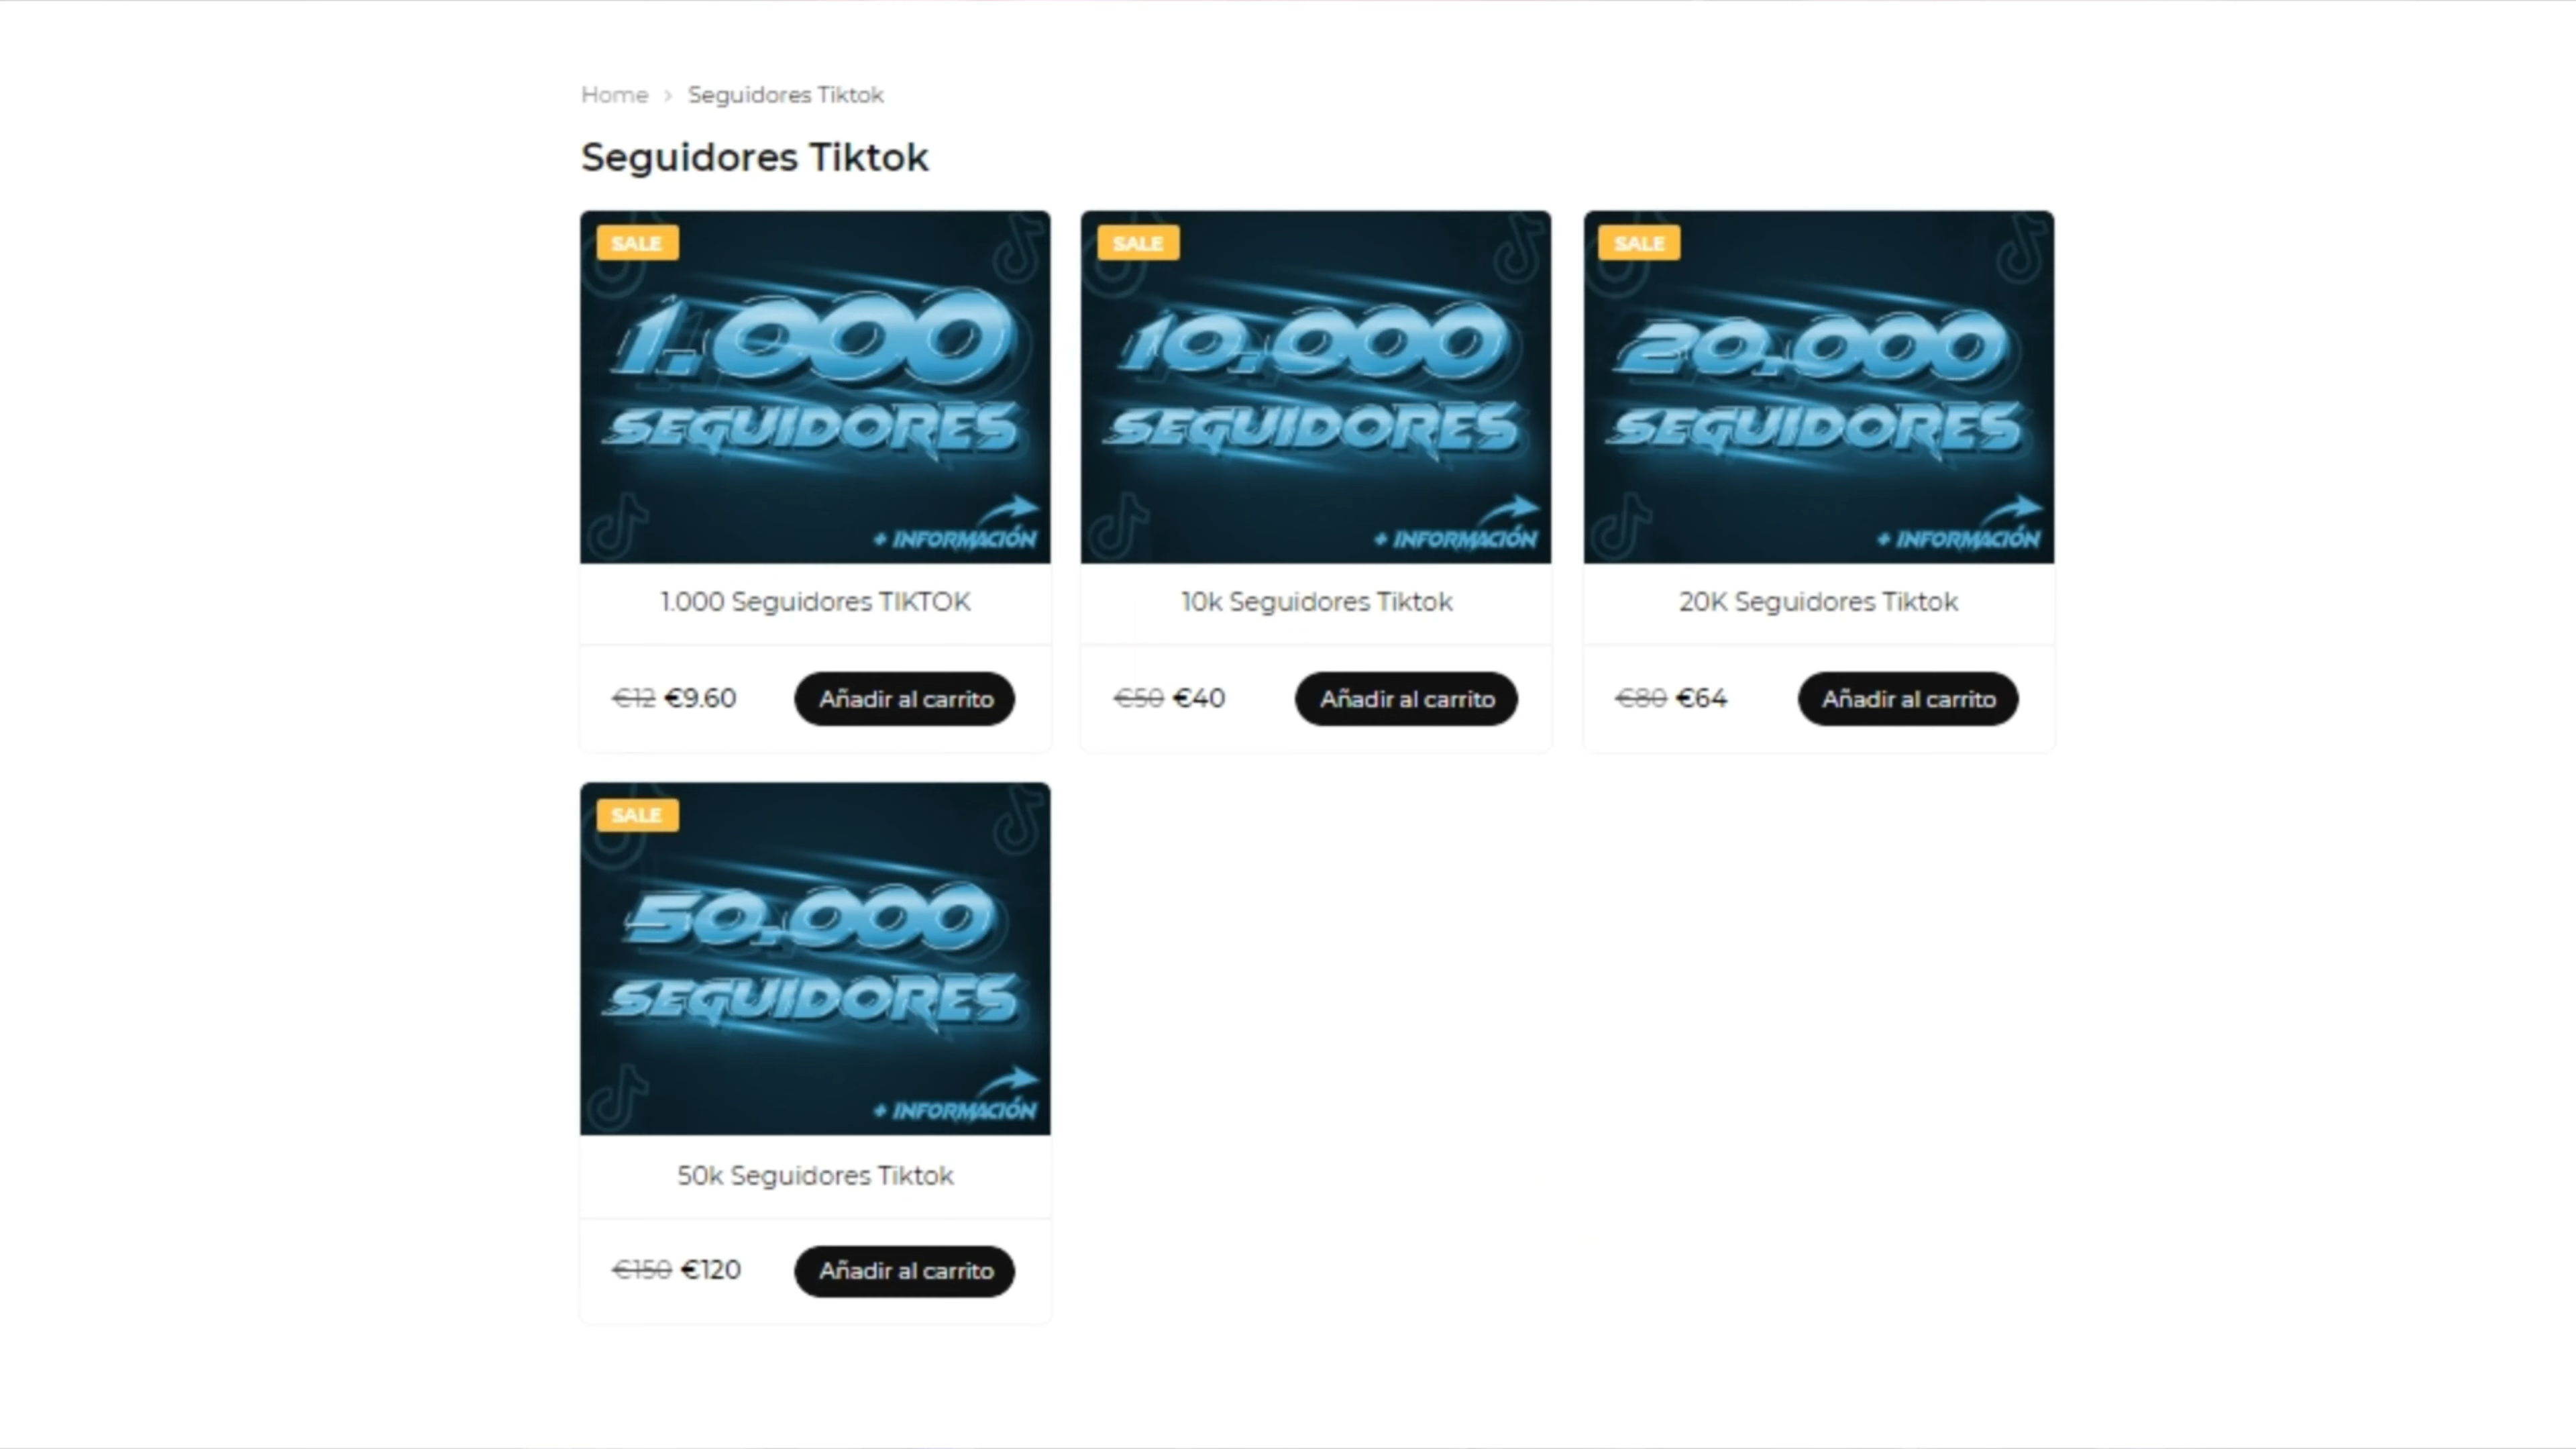 Home > Seguidores Tiktok
Seguidores Tiktok
SALE
1.000
SEGUIDORES
+ INFORMACIÓN
1.000 Seguidores TIKTOK
€12 €9.60
Añadir al carrito
SALE
10.000
SEGUIDORES
+ INFORMACIÓN
10k Seguidores Tiktok
€50 €40
Añadir al carrito
SALE
20.000
SEGUIDORES
+ INFORMACIÓN
20K Seguidores Tiktok
€80 €64
Añadir al carrito
SALE
50.000
SEGUIDORES
+ INFORMACIÓN
50k Seguidores Tiktok
€150 €120
Añadir al carrito